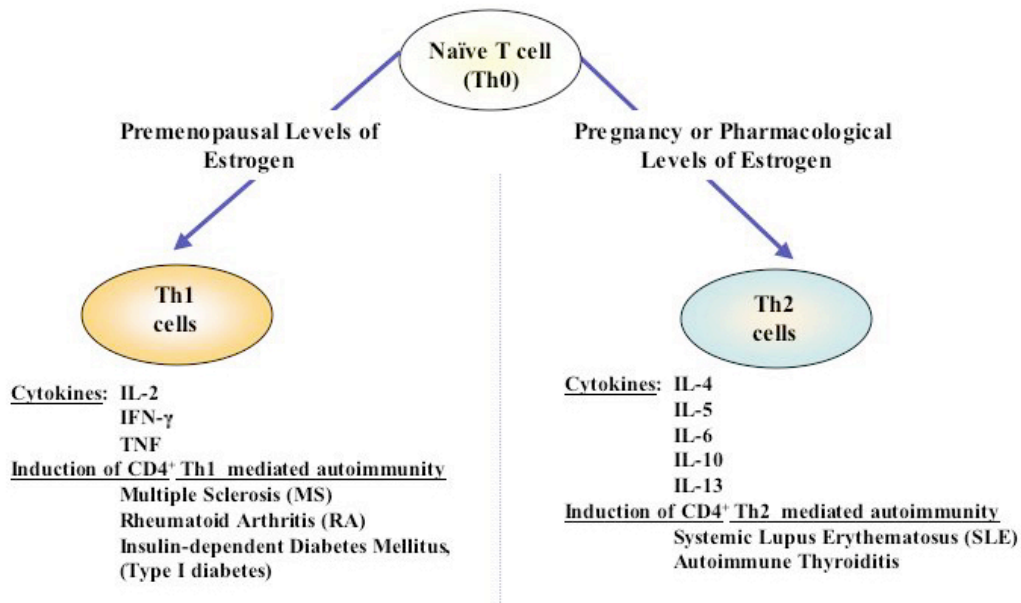 Naïve T cell
(Th0)
Premenopausal Levels of
Estrogen
Pregnancy or Pharmacological
Levels of Estrogen
Th1
cells
Th2
cells
Cytokines: IL-2
IFN-γ
TNF
Induction of CD4+ Th1 mediated autoimmunity
Multiple Sclerosis (MS)
Rheumatoid Arthritis (RA)
Insulin-dependent Diabetes Mellitus,
(Type I diabetes)
Cytokines: IL-4
IL-5
IL-6
IL-10
IL-13
Induction of CD4+ Th2 mediated autoimmunity
Systemic Lupus Erythematosus (SLE)
Autoimmune Thyroiditis